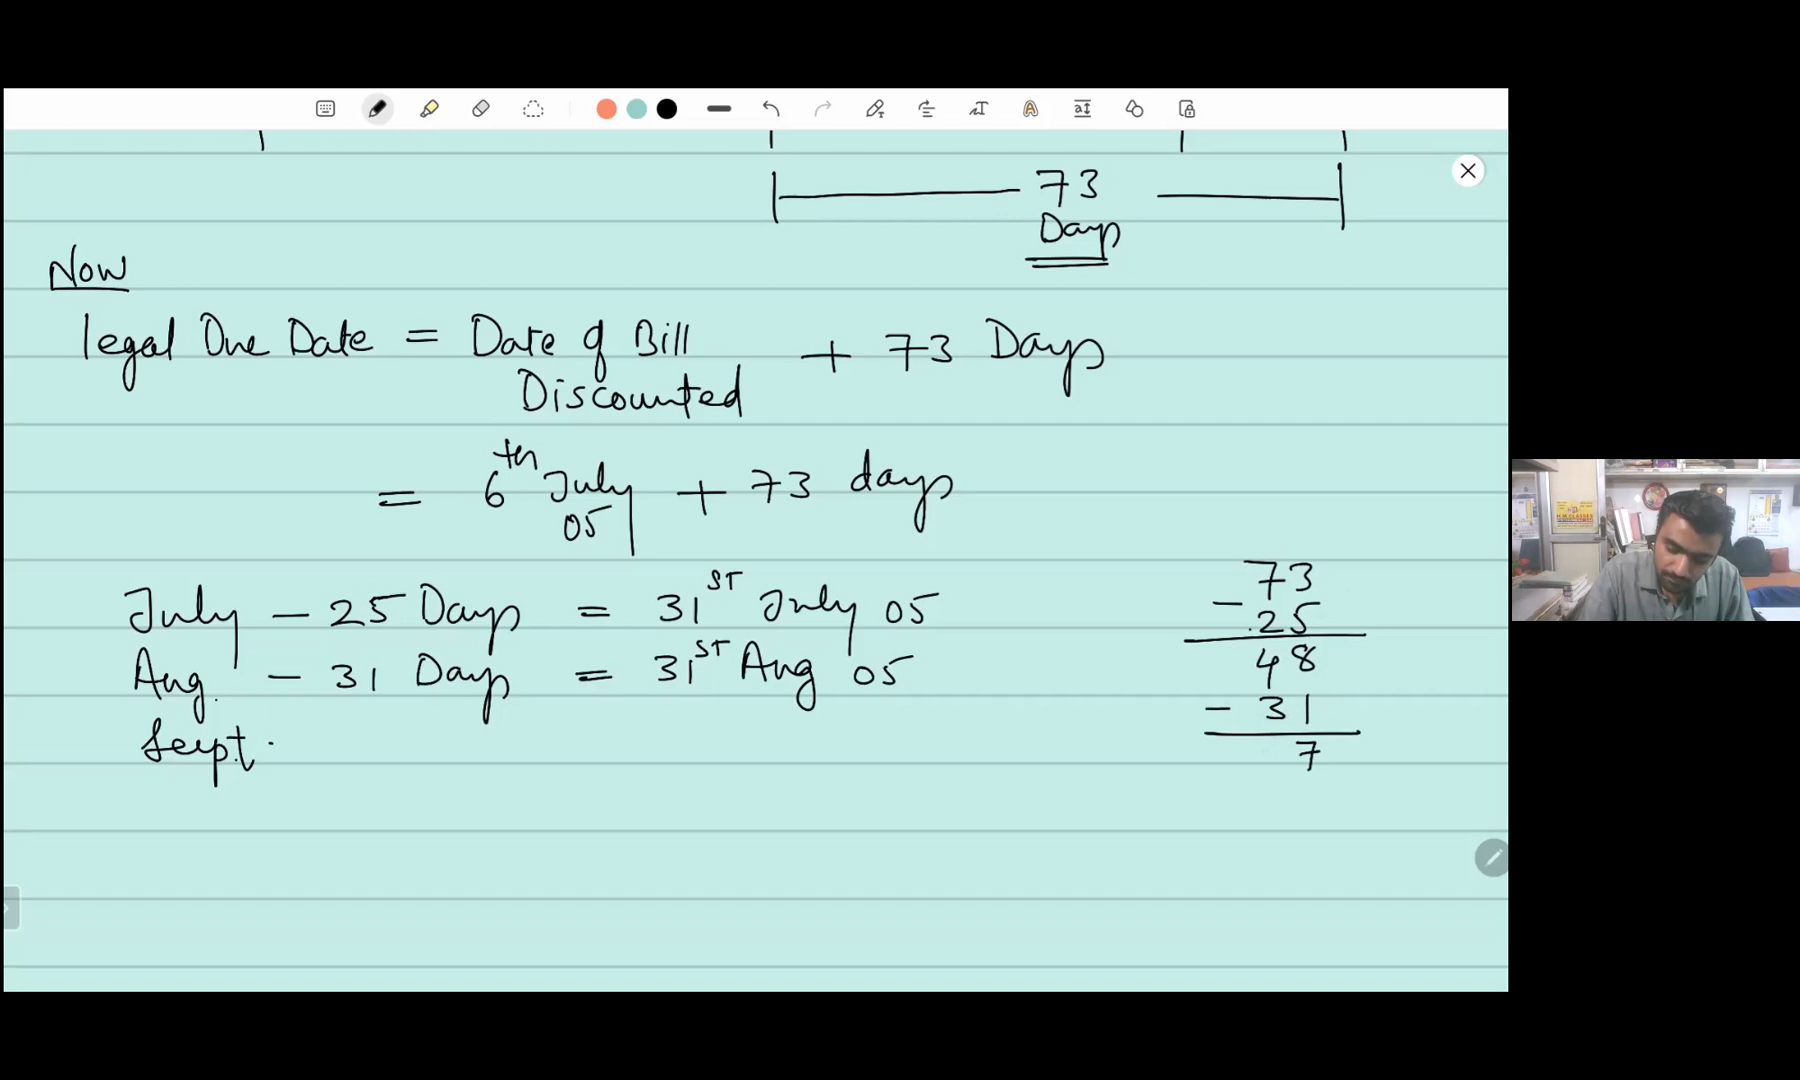 73
Days
Now
legal Due Date = Date of Bill Discounted + 73 Days
= 6th July 05 + 73 days
July - 25 Days = 31ST July 05
Aug. - 31 Days = 31ST Aug 05
Sept.
73
- 25
48
- 31
7